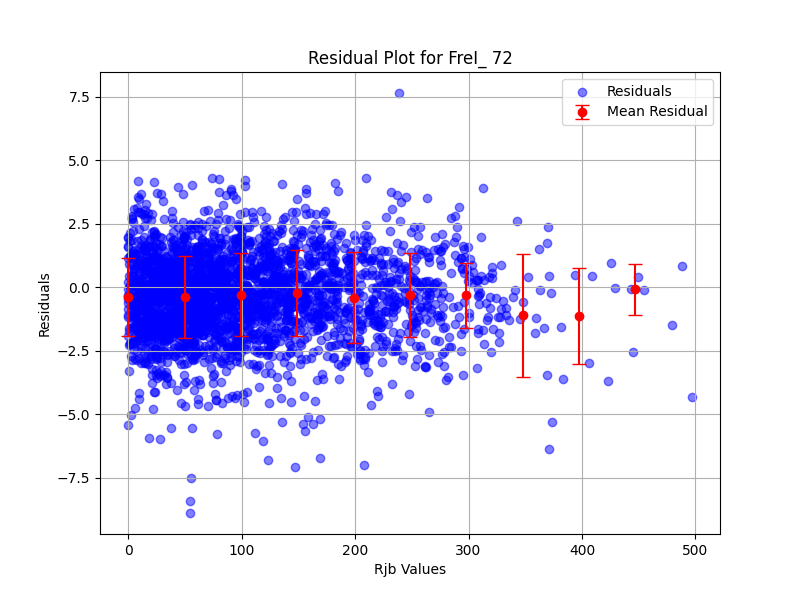 Residual Plot for FreI_ 72
Residuals
Mean Residual
7.5
5.0
2.5
0.0
−2.5
−5.0
−7.5
Residuals
0 100 200 300 400 500
Rjb Values